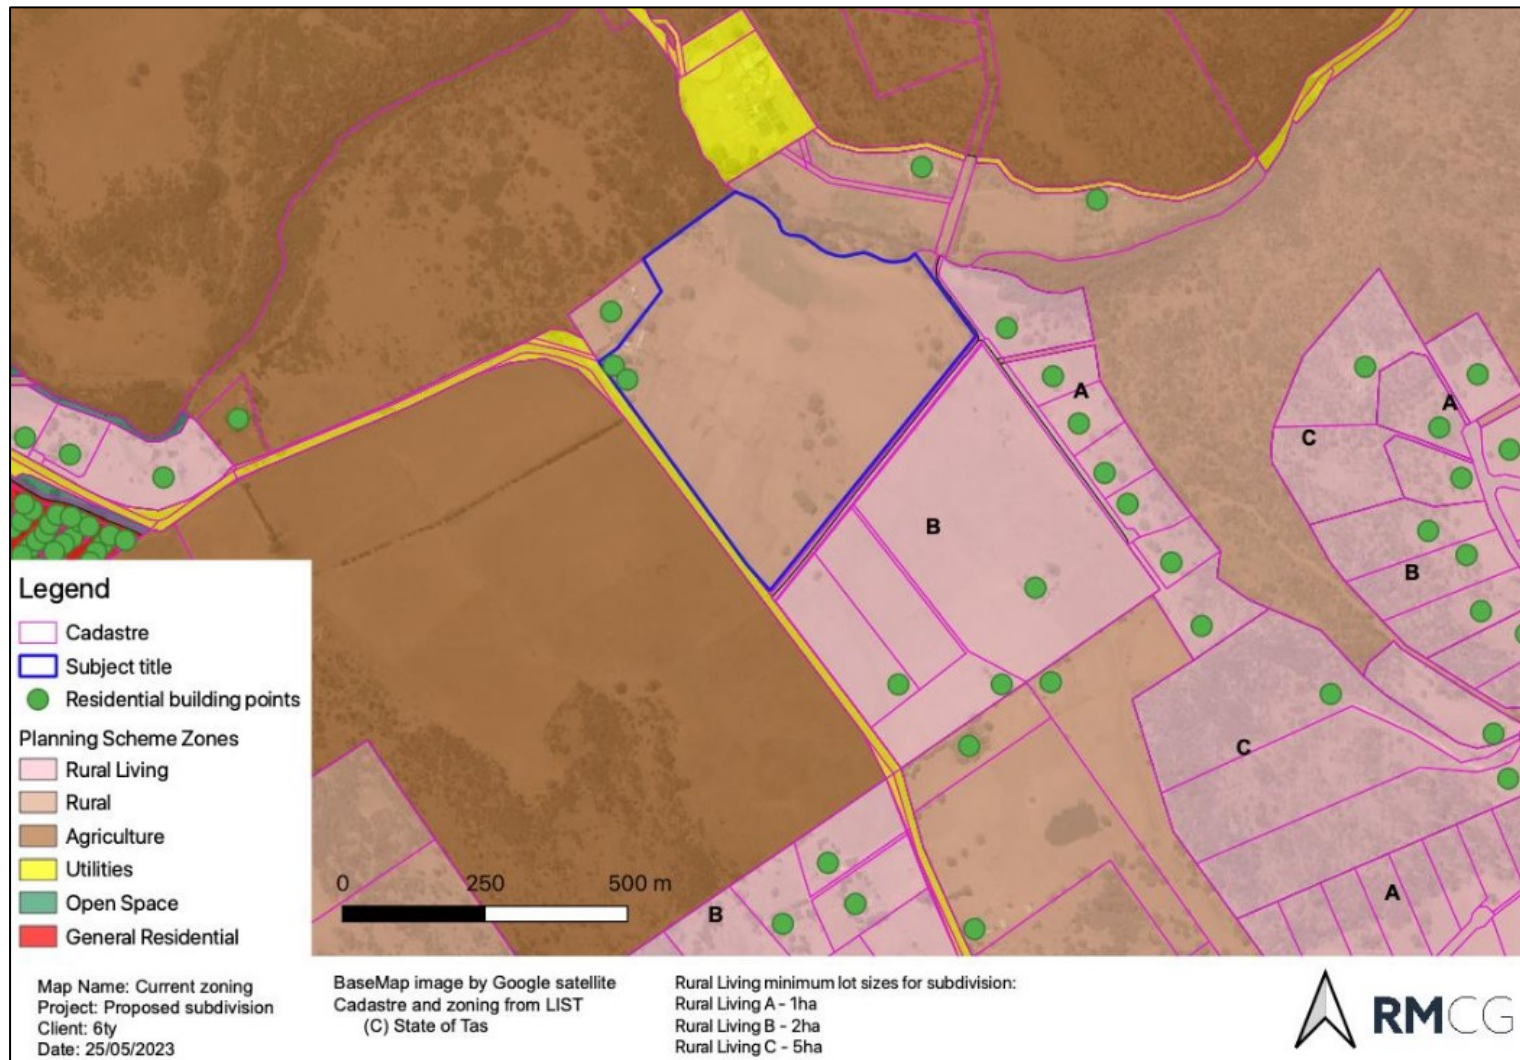 A
A
C
B
B
C
A
B
Legend
Cadastre
Subject title
Residential building points
Planning Scheme Zones
Rural Living
Rural
Agriculture
Utilities
Open Space
General Residential
0 250 500 m
Map Name: Current zoning
Project: Proposed subdivision
Client: 6ty
Date: 25/05/2023
BaseMap image by Google satellite
Cadastre and zoning from LIST
(C) State of Tas
Rural Living minimum lot sizes for subdivision:
Rural Living A - 1ha
Rural Living B - 2ha
Rural Living C - 5ha
RMCG